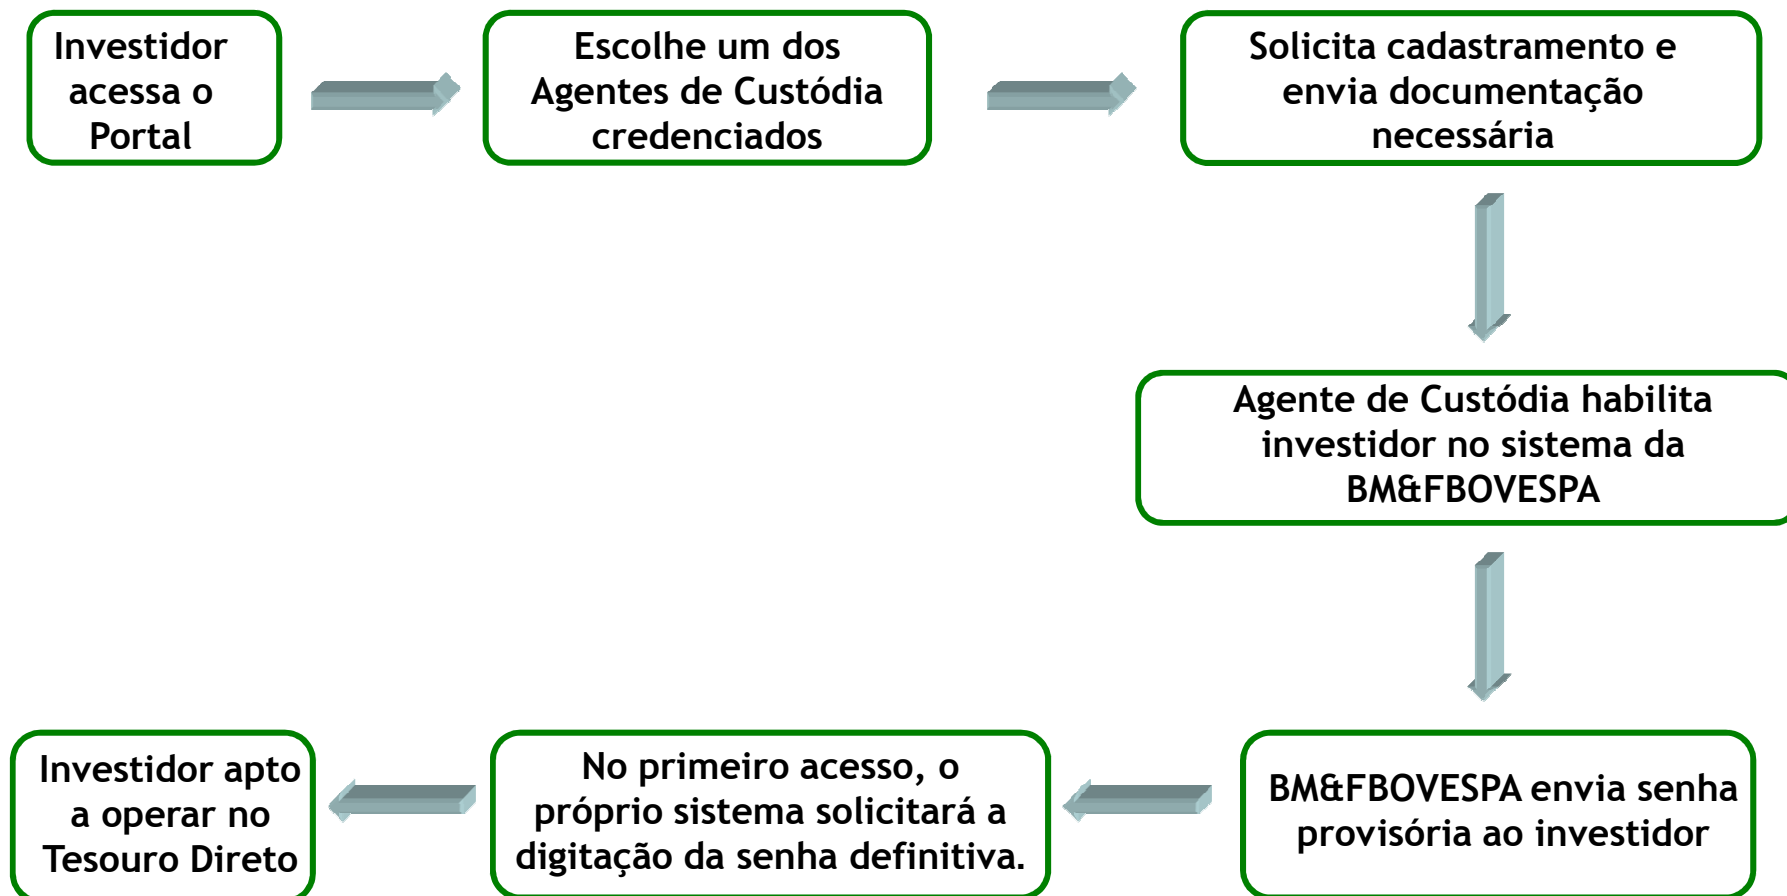 Investidor
acessa o
Portal
Escolhe um dos
Agentes de Custódia
credenciados
Solicita cadastramento e
envia documentação
necessária
Agente de Custódia habilita
investidor no sistema da
BM&FBOVESPA
BM&FBOVESPA envia senha
provisória ao investidor
No primeiro acesso, o
próprio sistema solicitará a
digitação da senha definitiva.
Investidor apto
a operar no
Tesouro Direto